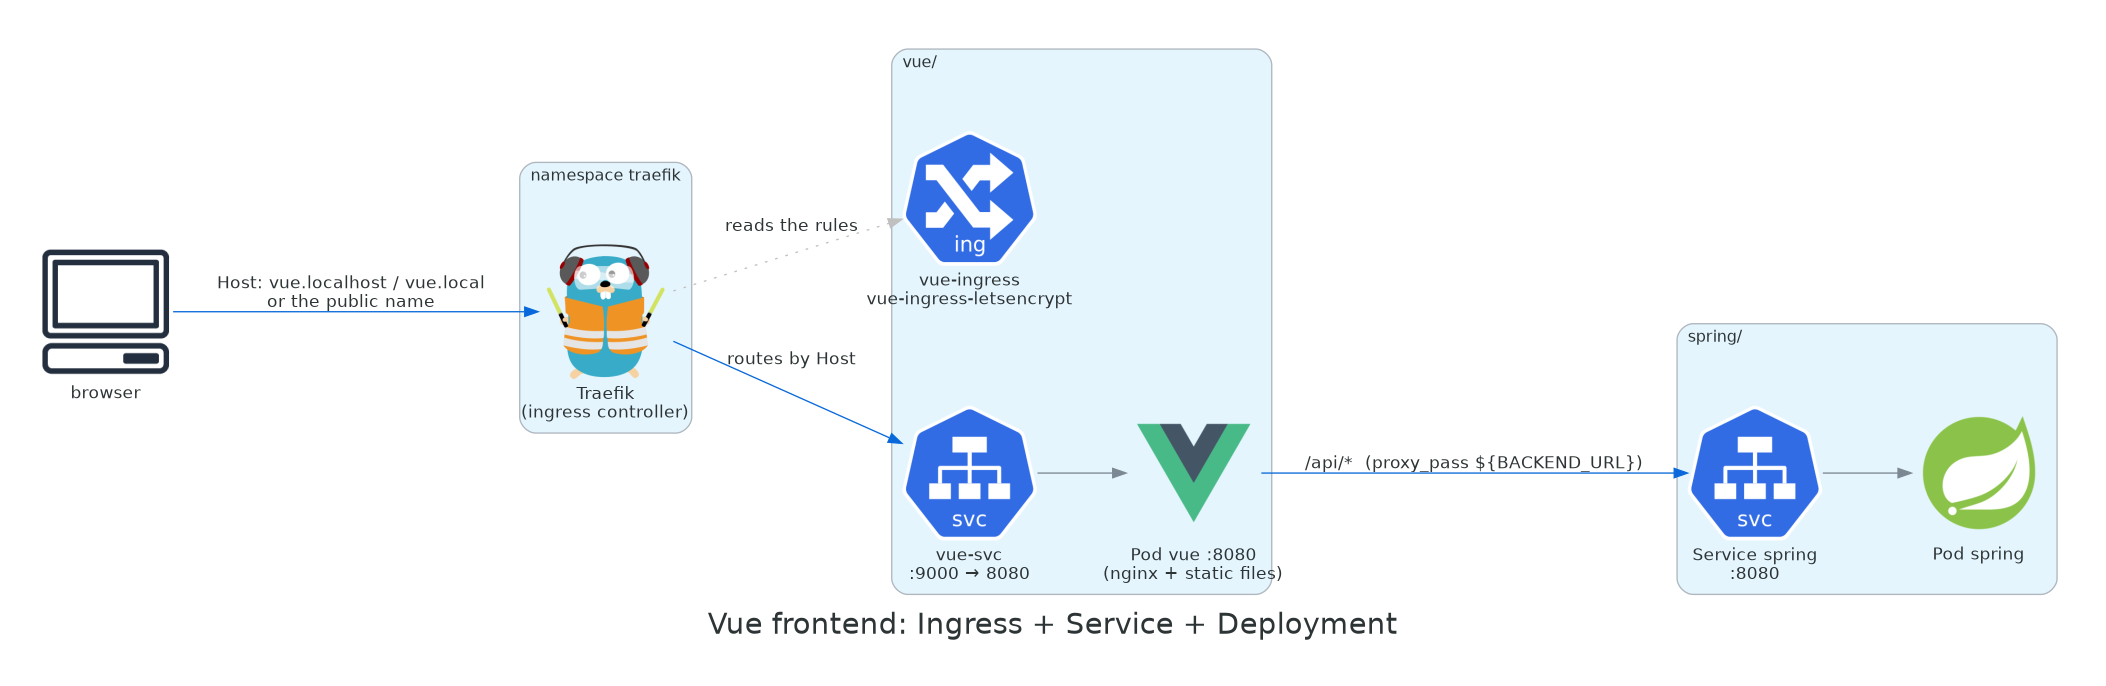 vue/
namespace traefik
reads the rules
ing
Host: vue.localhost / vue.local
or the public name
vue-ingress
vue-ingress-letsencrypt
spring/
routes by Host
browser
Traefik
(ingress controller)
/api/*  (proxy_pass ${BACKEND_URL})
svc
svc
vue-svc
:9000 → 8080
Pod vue :8080
(nginx + static files)
Service spring
:8080
Pod spring
Vue frontend: Ingress + Service + Deployment